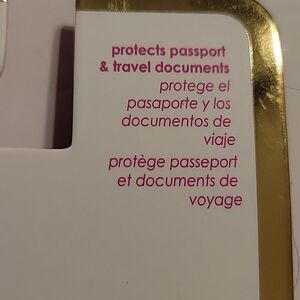 protects passport
& travel documents
protege el
pasaporte y los
documentos de
viaje
protège passeport
et documents de
voyage